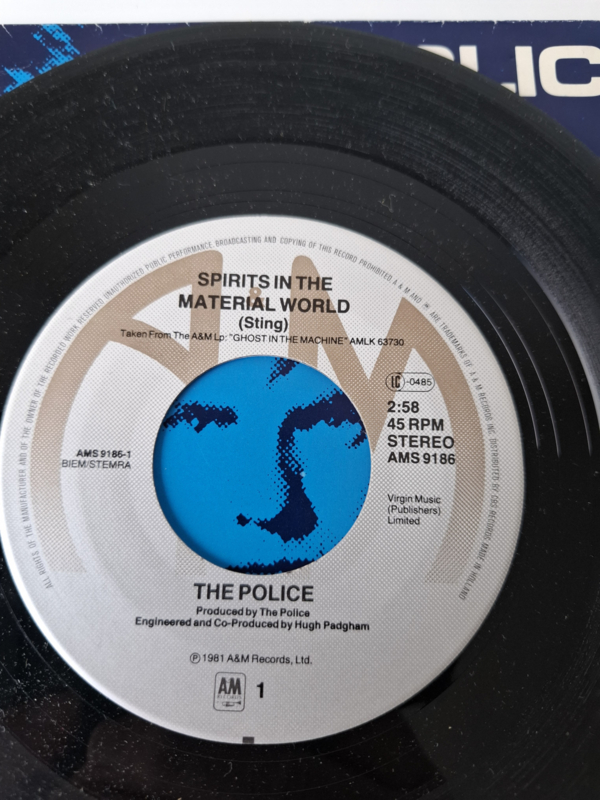 LIC
ALL RIGHTS OF THE MANUFACTURER AND OF THE OWNER OF THE RECORDED WORK RESERVED UNAUTHORIZED PUBLIC PERFORMANCE, BROADCASTING AND COPYING OF THIS RECORD PROHIBITED A & M AND ARE TRADEMARKS OF A & M RECORDS INC. DISTRIBUTED BY CBS RECORDS. MADE IN HOLLAND
A&M
SPIRITS IN THE
MATERIAL WORLD
(Sting)
Taken From The A&M Lp: "GHOST IN THE MACHINE" AMLK 63730
LC-0485
2:58
45 RPM
STEREO
AMS 9186
AMS 9186-1
BIEM/STEMRA
Virgin Music
(Publishers)
Limited
THE POLICE
Produced by The Police
Engineered and Co-Produced by Hugh Padgham
℗ 1981 A&M Records, Ltd.
AM
RECORDS
1